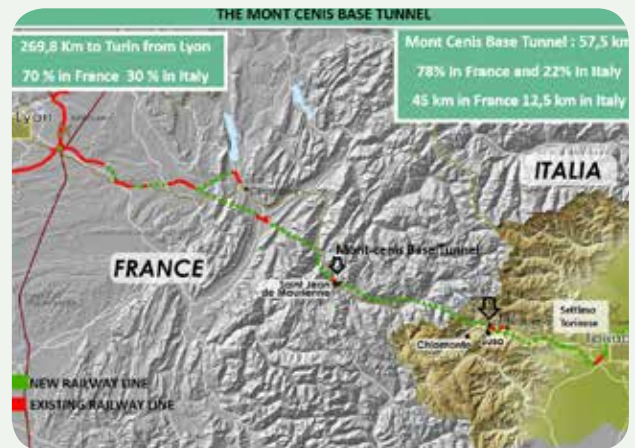 THE MONT CENIS BASE TUNNEL
269,8 Km to Turin from Lyon
70 % in France 30 % in Italy
Mont Cenis Base Tunnel : 57,5 km
78% in France and 22% in Italy
45 km in France 12,5 km in Italy
Lyon
ITALIA
Mont-cenis Base Tunnel
FRANCE
Saint Jean
de Maurienne
Settimo
Torinese
Chiomonte
Susa
NEW RAILWAY LINE
EXISTING RAILWAY LINE